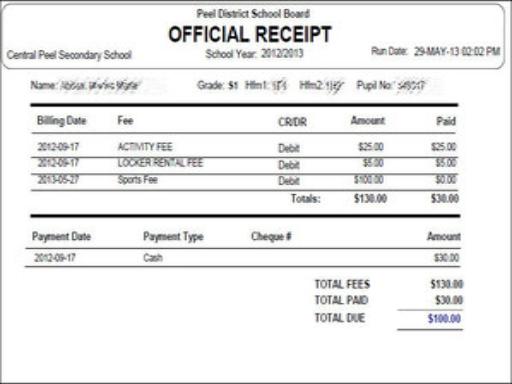 Peel District School Board
OFFICIAL RECEIPT
Central Peel Secondary School School Year: 2012/2013 Run Date: 29-MAY-13 02:02 PM
Name: Grade: S1 Hfm1: Hfm2: Pupil No:
Billing Date Fee CR/DR Amount Paid
2012-09-17 ACTIVITY FEE Debit $25.00 $25.00
2012-09-17 LOCKER RENTAL FEE Debit $5.00 $5.00
2013-05-27 Sports Fee Debit $100.00 $0.00
Totals: $130.00 $30.00
Payment Date Payment Type Cheque # Amount
2012-09-17 Cash $30.00
TOTAL FEES $130.00
TOTAL PAID $30.00
TOTAL DUE $100.00